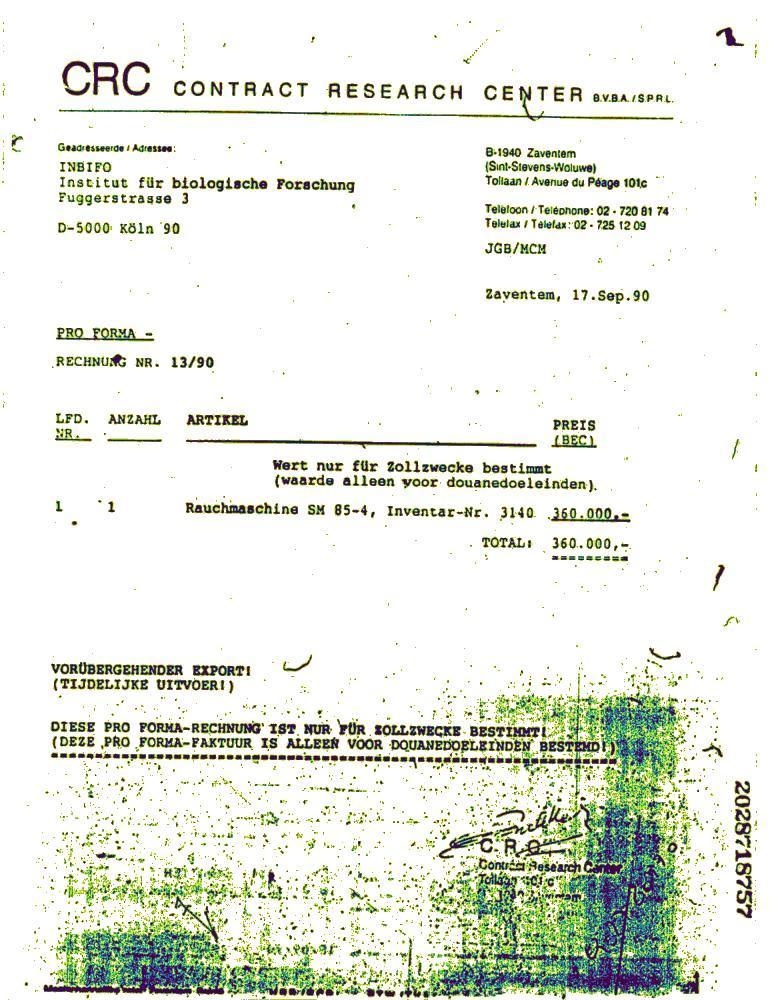 CRC CONTRACT RESEARCH CENTER B.V.B.A./S.P.R.L.
Geadresseerde / Adressee:
INBIFO
Institut für biologische Forschung
Fuggerstrasse 3
D-5000 Köln 90
B-1940 Zaventem
(Sint-Stevens-Woluwe)
Tollaan / Avenue du Péage 101c
Telefoon / Téléphone: 02 - 720 81 74
Telefax / Téléfax: 02 - 725 12 09
JGB/MCM
Zaventem, 17.Sep.90
PRO FORMA -
RECHNUNG NR. 13/90
LFD. ANZAHL ARTIKEL PREIS
NR. (BEC)
Wert nur für Zollzwecke bestimmt
(waarde alleen voor douanedoeleinden).
1 1 Rauchmaschine SM 85-4, Inventar-Nr. 3140 360.000,-
TOTAL: 360.000,-
VORÜBERGEHENDER EXPORT!
(TIJDELIJKE UITVOER!)
DIESE PRO FORMA-RECHNUNG IST NUR FÜR ZOLLZWECKE BESTIMMT!
(DEZE PRO FORMA-FAKTUUR IS ALLEEN VOOR DOUANEDOELEINDEN BESTEMD!)
C. R. C.
Contract Research Center
Tollaan 101 c
2028718757